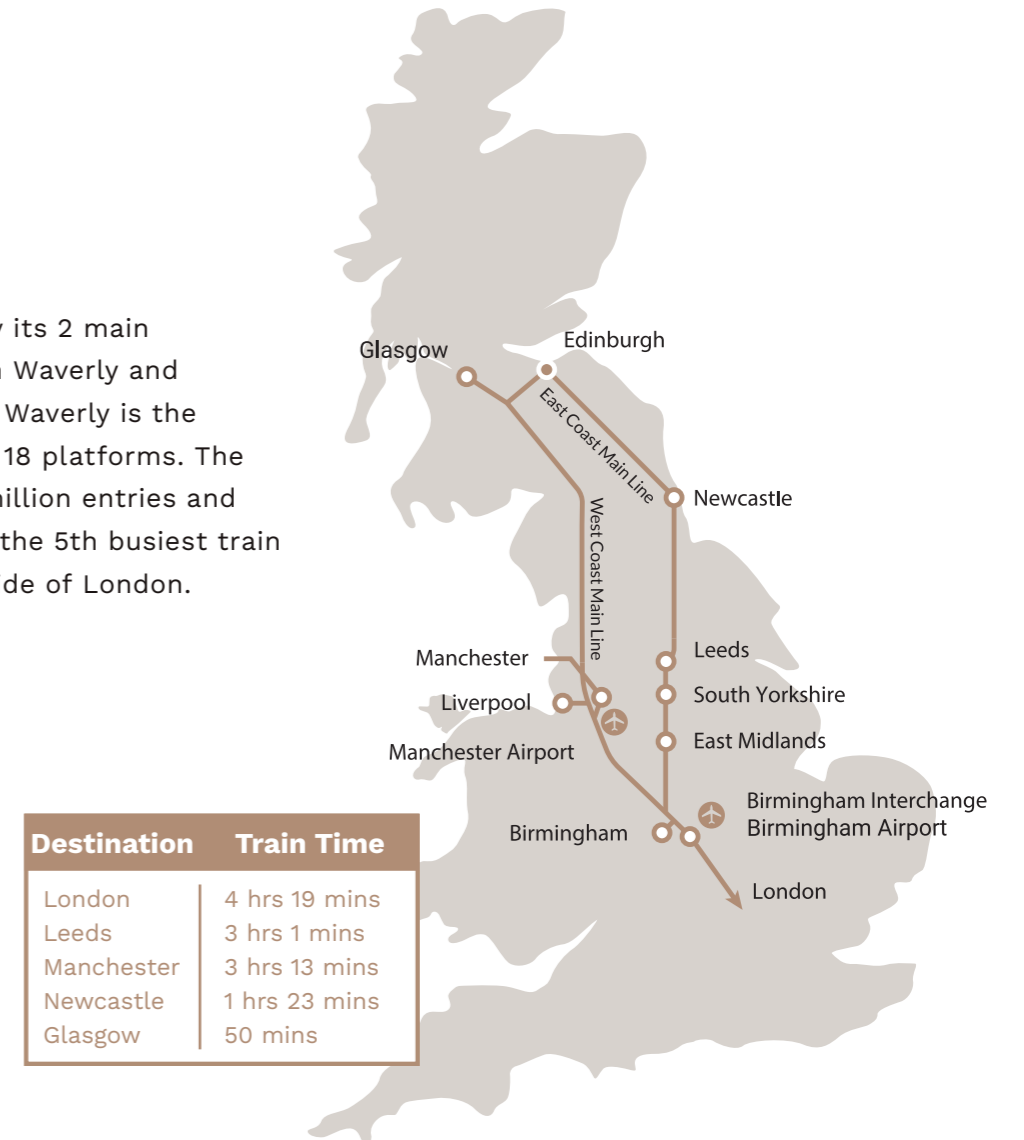 its 2 main
Waverly and
Waverly is the
18 platforms. The
million entries and
the 5th busiest train
of London.
Glasgow
Edinburgh
East Coast Main Line
Newcastle
West Coast Main Line
Manchester
Leeds
Liverpool
South Yorkshire
Manchester Airport
East Midlands
Birmingham Interchange
Birmingham Airport
Birmingham
London
Destination Train Time
London 4 hrs 19 mins
Leeds 3 hrs 1 mins
Manchester 3 hrs 13 mins
Newcastle 1 hrs 23 mins
Glasgow 50 mins